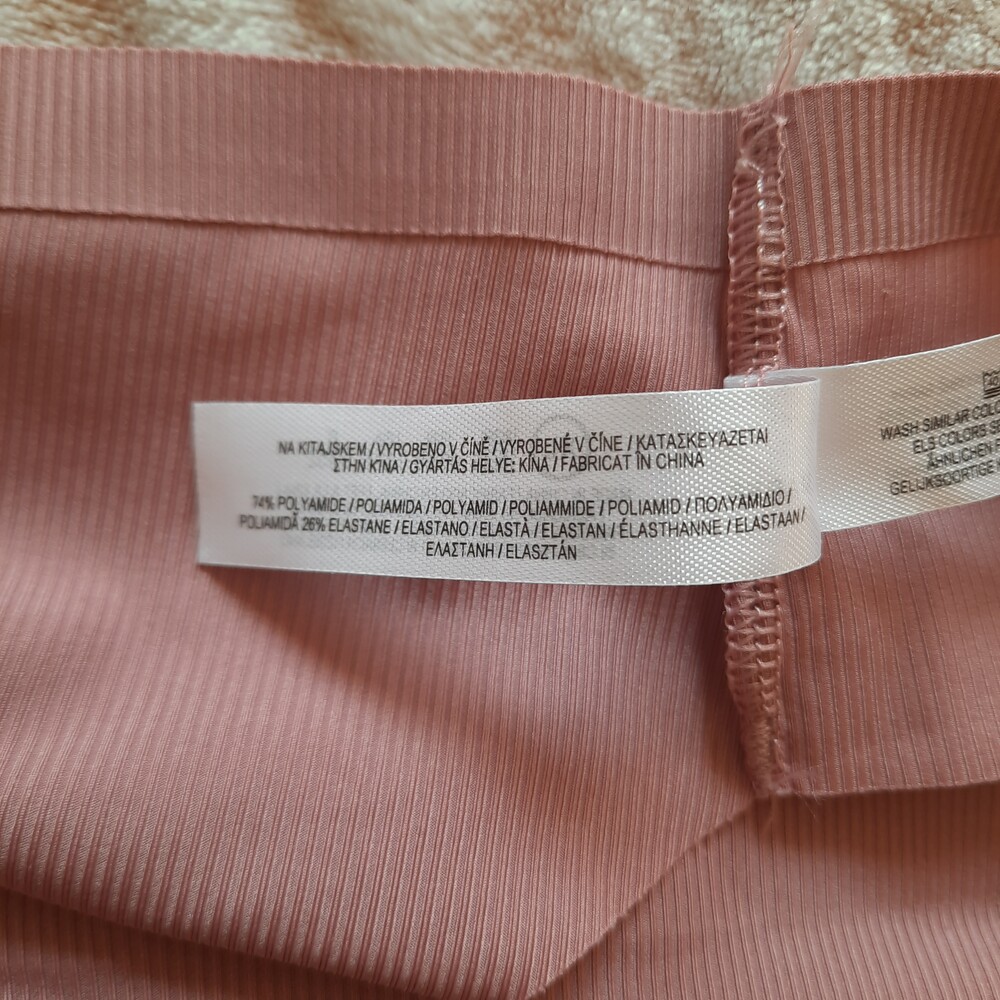 NA KITAJSKEM / VYROBENO V ČÍNĚ / VYROBENÉ V ČÍNE / ΚΑΤΑΣΚΕΥΑΖΕΤΑΙ
ΣΤΗΝ ΚΙΝΑ / GYÁRTÁS HELYE: KÍNA / FABRICAT ÎN CHINA
74% POLYAMIDE / POLIAMIDA / POLYAMID / POLIAMMIDE / POLIAMID / ΠΟΛΥΑΜΙΔΙΟ /
POLIAMIDĂ 26% ELASTANE / ELASTANO / ELASTÀ / ELASTAN / ÉLASTHANNE / ELASTAAN /
ΕΛΑΣΤΑΝΗ / ELASZTÁN
WASH SIMILAR
ELS COLORS
ÄHNLICHEN
GELIJKSOORTIGE